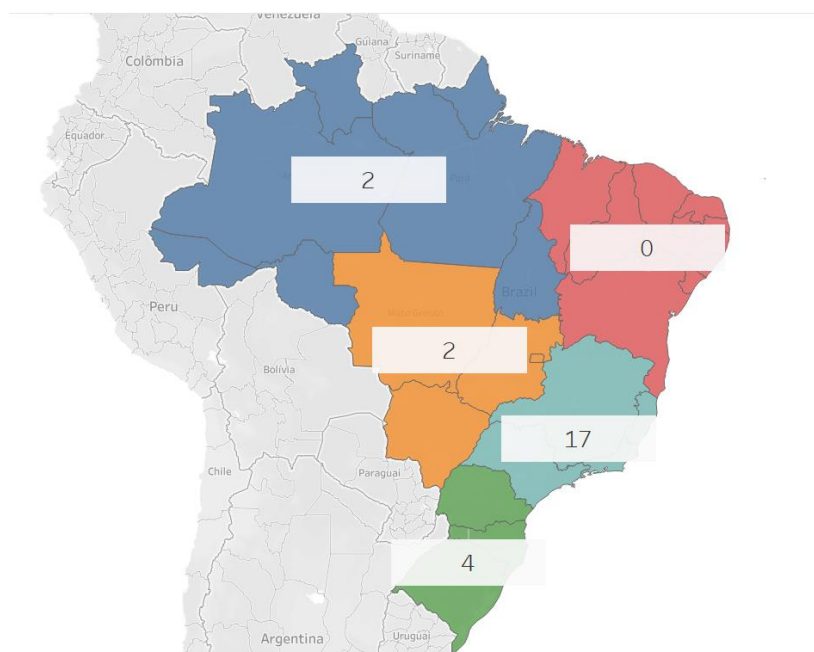 Venezuela
Guiana
Suriname
Colômbia
Equador
2
Pará
0
Brazil
Peru
Mato Grosso
2
Bolívia
17
Chile
Paraguai
4
Argentina
Uruguai